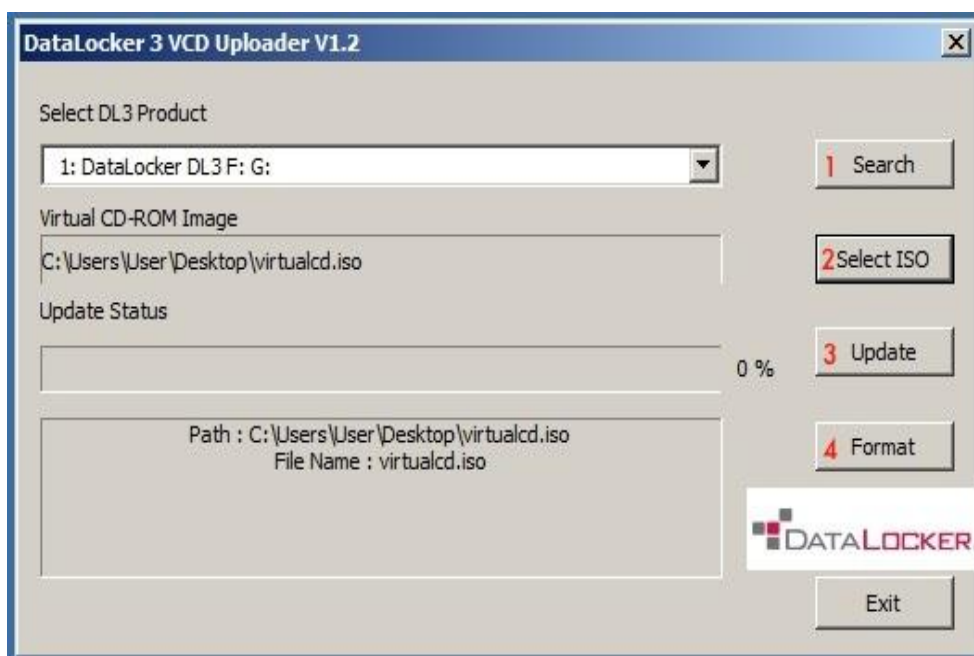 DataLocker 3 VCD Uploader V1.2
Select DL3 Product
1: DataLocker DL3 F: G:
1 Search
Virtual CD-ROM Image
C:\Users\User\Desktop\virtualcd.iso
2 Select ISO
Update Status
0 %
3 Update
Path : C:\Users\User\Desktop\virtualcd.iso
File Name : virtualcd.iso
4 Format
DATALOCKER
Exit